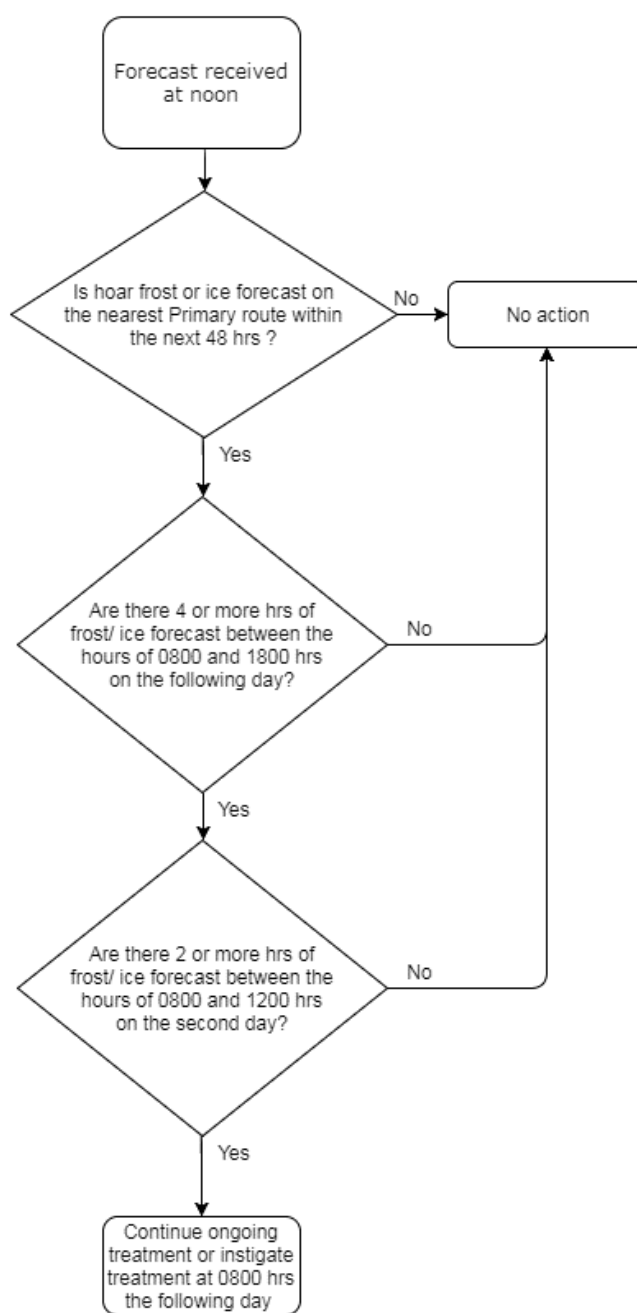 Forecast received
at noon
Is hoar frost or ice forecast on
the nearest Primary route within
the next 48 hrs ?
No
No action
Yes
Are there 4 or more hrs of
frost/ ice forecast between the
hours of 0800 and 1800 hrs
on the following day?
No
Yes
Are there 2 or more hrs of
frost/ ice forecast between the
hours of 0800 and 1200 hrs
on the second day?
No
Yes
Continue ongoing
treatment or instigate
treatment at 0800 hrs
the following day